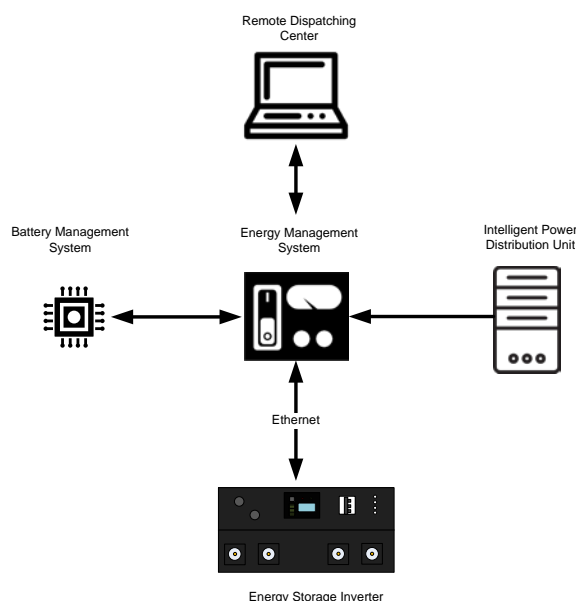 Remote Dispatching
Center
Battery Management
System
Energy Management
System
Intelligent Power
Distribution Unit
Ethernet
Energy Storage Inverter